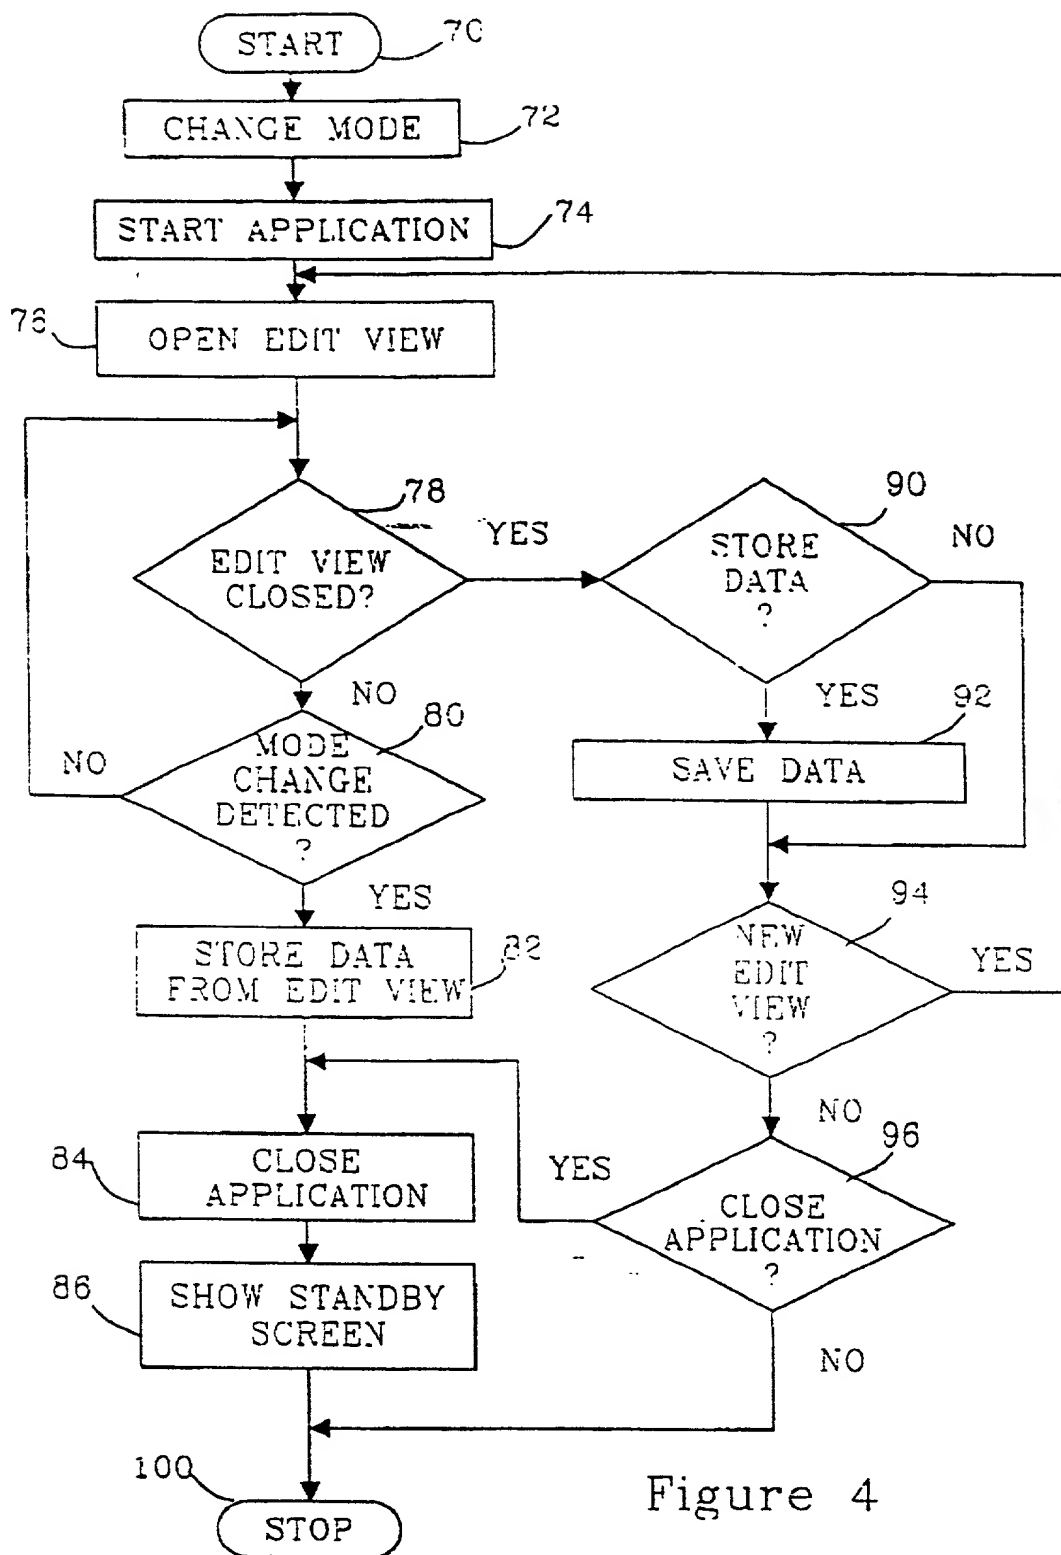 START
70
CHANGE MODE
72
START APPLICATION
74
76
OPEN EDIT VIEW
78
EDIT VIEW
CLOSED?
YES
90
STORE
DATA
?
NO
NO
YES
80
MODE
CHANGE
DETECTED
?
NO
92
SAVE DATA
YES
94
NEW
EDIT
VIEW
?
YES
82
STORE DATA
FROM EDIT VIEW
NO
96
84
CLOSE
APPLICATION
YES
CLOSE
APPLICATION
?
86
SHOW STANDBY
SCREEN
NO
100
STOP
Figure 4